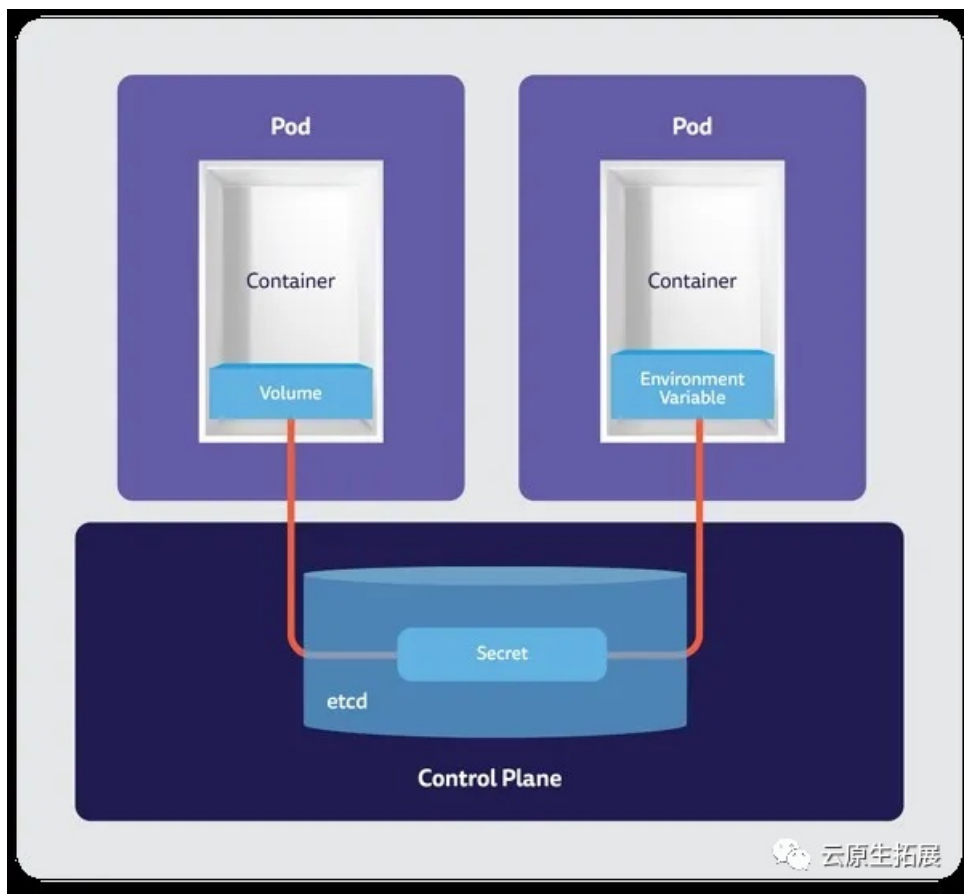 Pod
Pod
Container
Container
Volume
Environment
Variable
Secret
etcd
Control Plane
云原生拓展